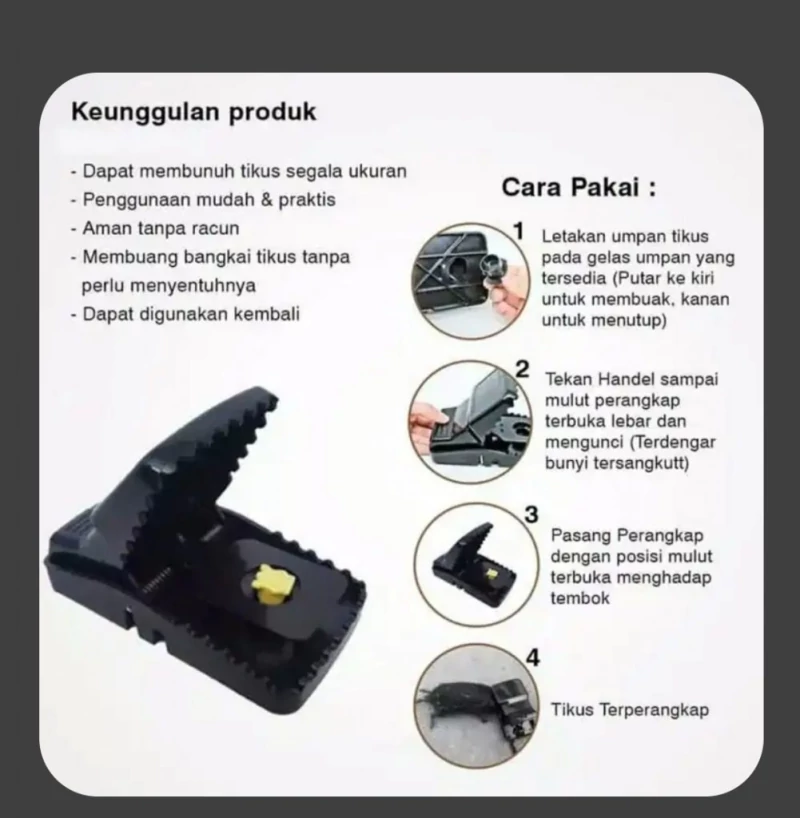 Keunggulan produk
- Dapat membunuh tikus segala ukuran
- Penggunaan mudah & praktis
- Aman tanpa racun
- Membuang bangkai tikus tanpa
perlu menyentuhnya
- Dapat digunakan kembali
Cara Pakai :
1
Letakan umpan tikus
pada gelas umpan yang
tersedia (Putar ke kiri
untuk membuak, kanan
untuk menutup)
2
Tekan Handel sampai
mulut perangkap
terbuka lebar dan
mengunci (Terdengar
bunyi tersangkutt)
3
Pasang Perangkap
dengan posisi mulut
terbuka menghadap
tembok
4
Tikus Terperangkap